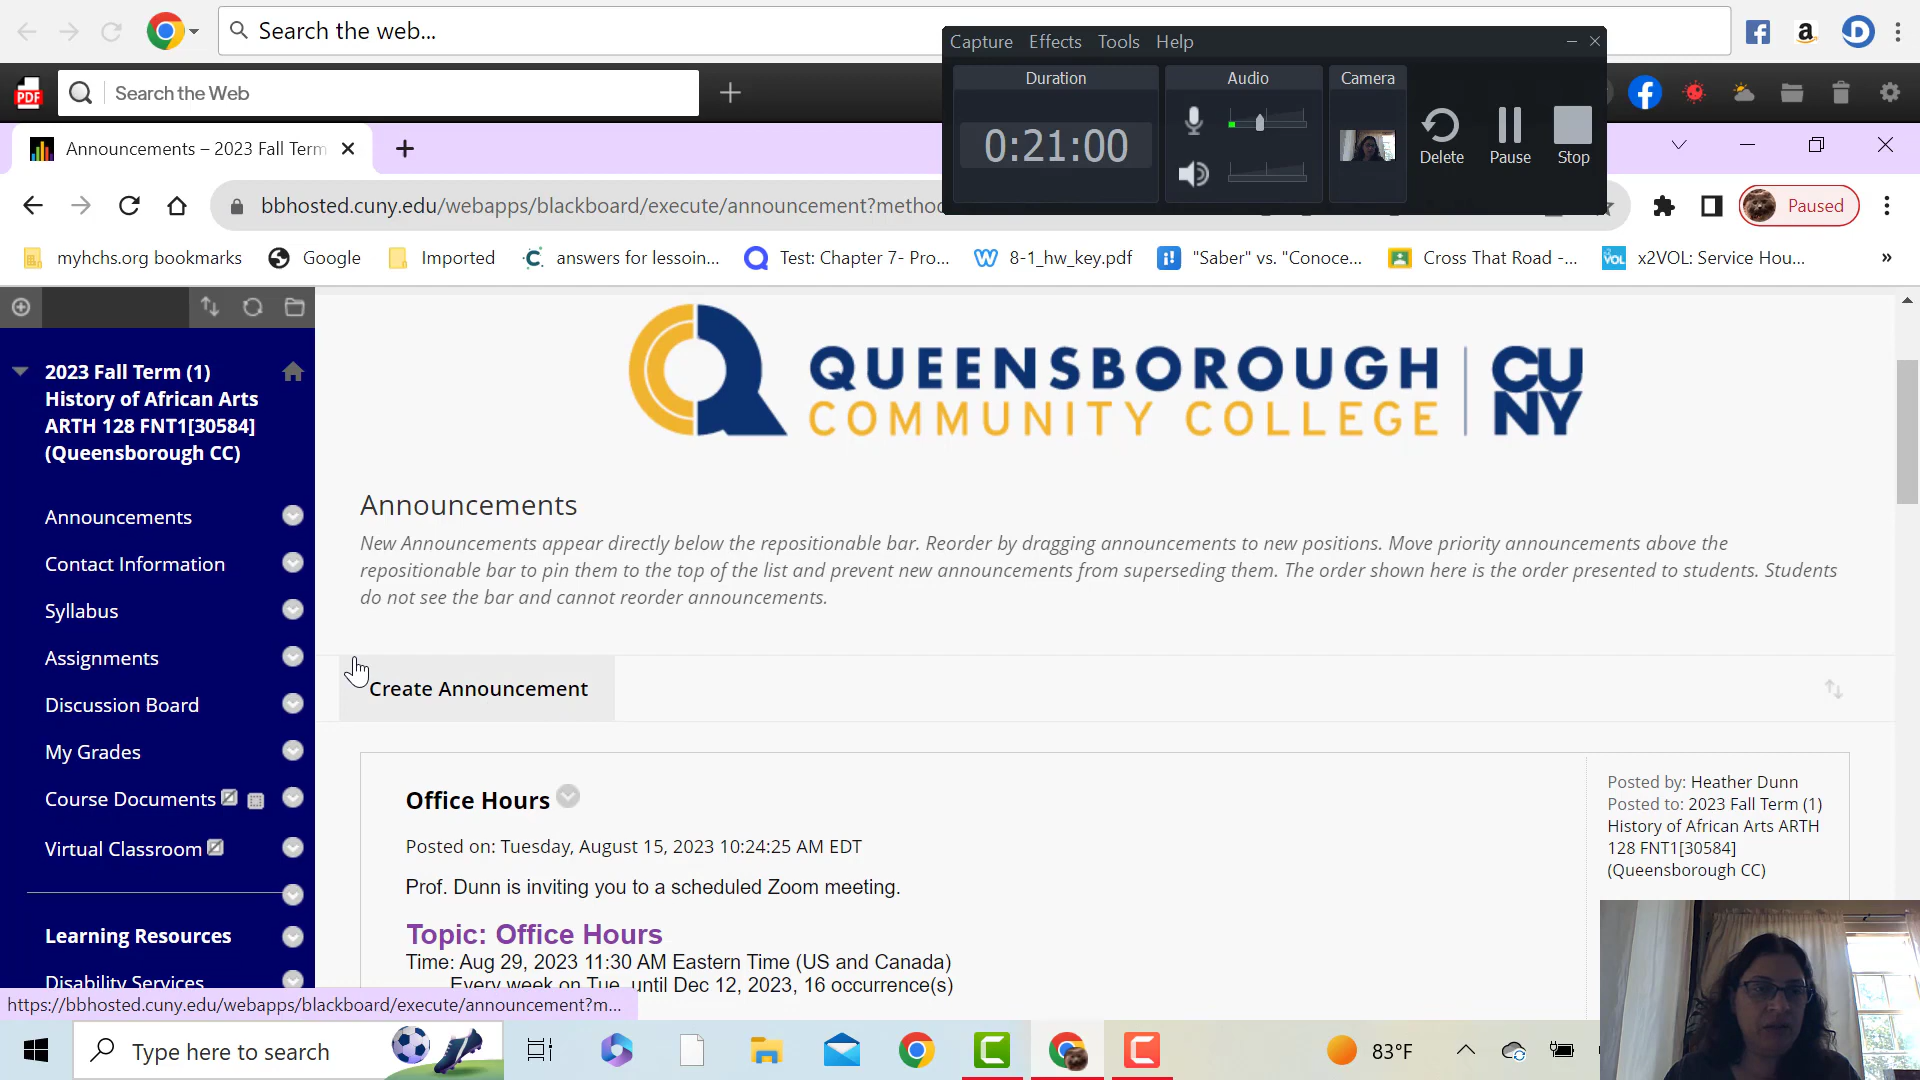 Search the web...
Capture Effects Tools Help
Duration
Audio
Camera
0:21:00
Delete
Pause
Stop
PDF
Search the Web
Announcements – 2023 Fall Term
bbhosted.cuny.edu/webapps/blackboard/execute/announcement?metho
Paused
myhchs.org bookmarks
Google
Imported
answers for lessoin...
Test: Chapter 7- Pro...
8-1_hw_key.pdf
"Saber" vs. "Conoce...
Cross That Road -...
x2VOL: Service Hou...
»
2023 Fall Term (1)
History of African Arts
ARTH 128 FNT1[30584]
(Queensborough CC)
Announcements
Contact Information
Syllabus
Assignments
Discussion Board
My Grades
Course Documents
Virtual Classroom
Learning Resources
Disability Services
QUEENSBOROUGH
COMMUNITY COLLEGE
CU
NY
Announcements
New Announcements appear directly below the repositionable bar. Reorder by dragging announcements to new positions. Move priority announcements above the
repositionable bar to pin them to the top of the list and prevent new announcements from superseding them. The order shown here is the order presented to students. Students
do not see the bar and cannot reorder announcements.
Create Announcement
Office Hours
Posted on: Tuesday, August 15, 2023 10:24:25 AM EDT
Prof. Dunn is inviting you to a scheduled Zoom meeting.
Topic: Office Hours
Time: Aug 29, 2023 11:30 AM Eastern Time (US and Canada)
Every week on Tue, until Dec 12, 2023, 16 occurrence(s)
Posted by: Heather Dunn
Posted to: 2023 Fall Term (1)
History of African Arts ARTH
128 FNT1[30584]
(Queensborough CC)
https://bbhosted.cuny.edu/webapps/blackboard/execute/announcement?m...
Type here to search
83°F